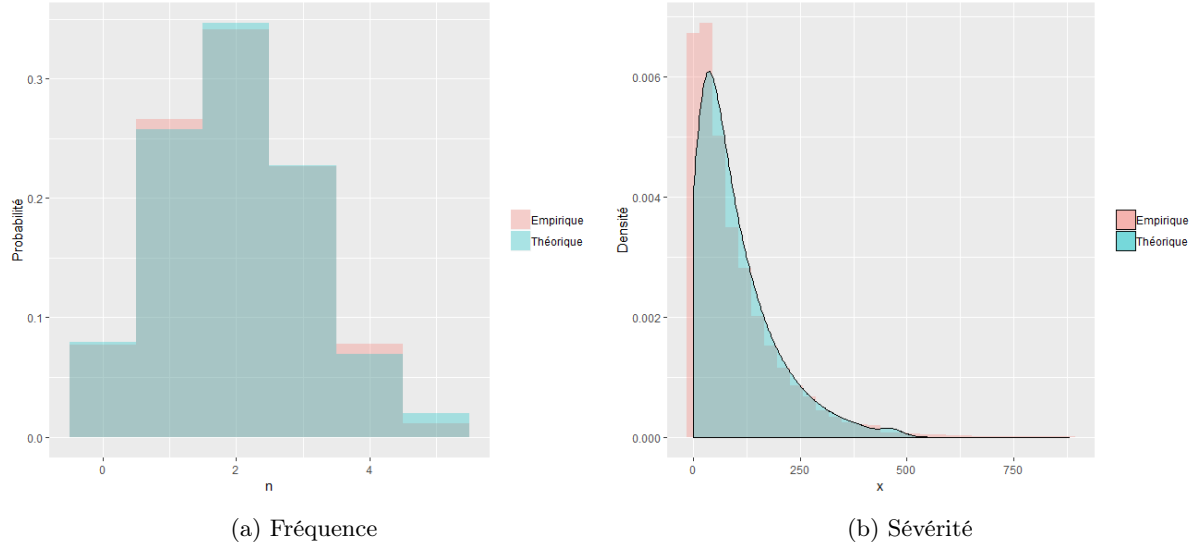 Probabilité
0.3
0.2
0.1
0.0
0
2
4
n
Empirique
Théorique
(a) Fréquence
Densité
0.006
0.004
0.002
0.000
0
250
500
750
x
Empirique
Théorique
(b) Sévérité